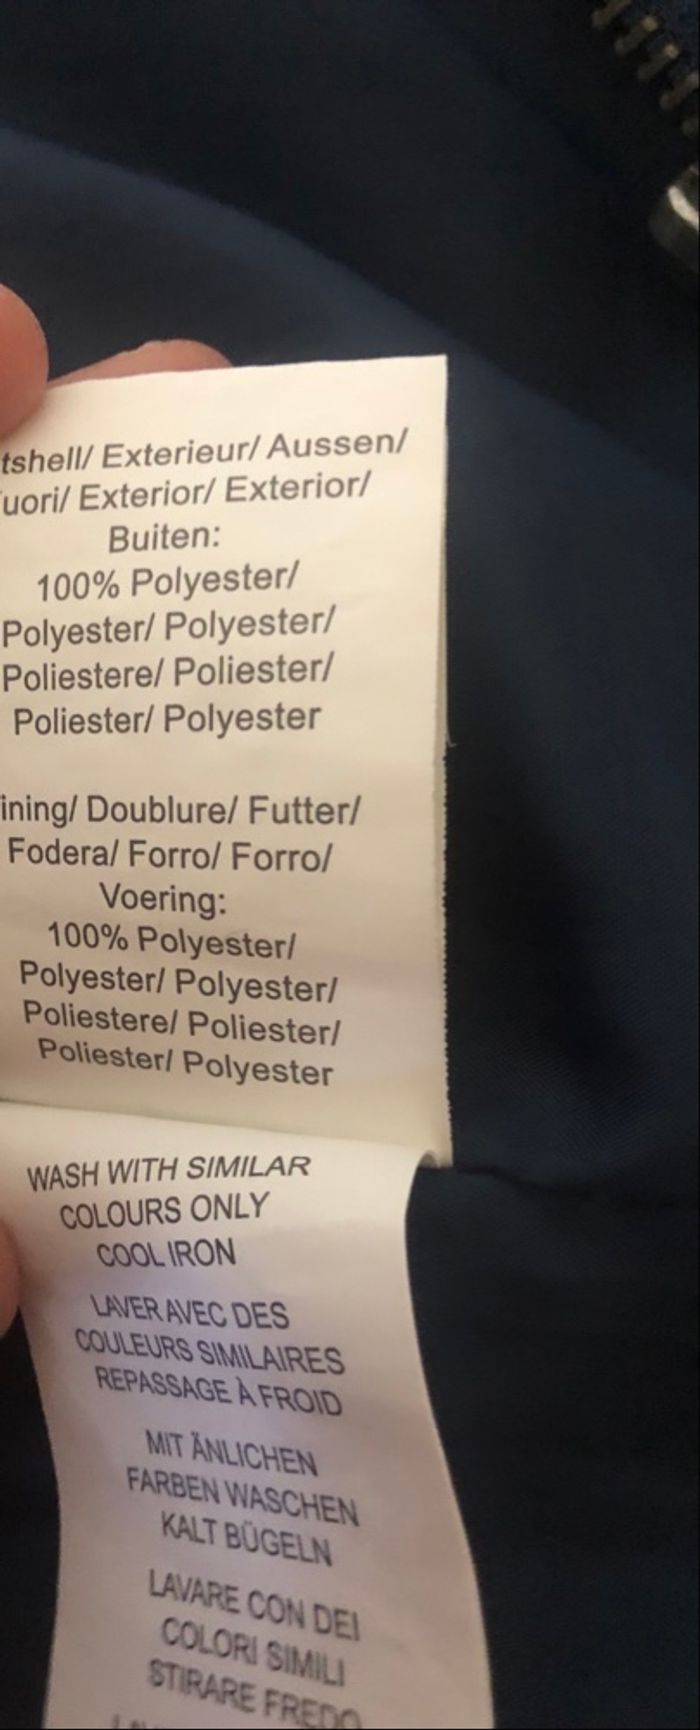 tshell/ Exterieur/ Aussen/
uori/ Exterior/ Exterior/
Buiten:
100% Polyester/
Polyester/ Polyester/
Poliestere/ Poliester/
Poliester/ Polyester
ining/ Doublure/ Futter/
Fodera/ Forro/ Forro/
Voering:
100% Polyester/
Polyester/ Polyester/
Poliestere/ Poliester/
Poliester/ Polyester
WASH WITH SIMILAR
COLOURS ONLY
COOL IRON
LAVER AVEC DES
COULEURS SIMILAIRES
REPASSAGE À FROID
MIT ÄNLICHEN
FARBEN WASCHEN
KALT BÜGELN
LAVARE CON DEI
COLORI SIMILI
STIRARE FREDO